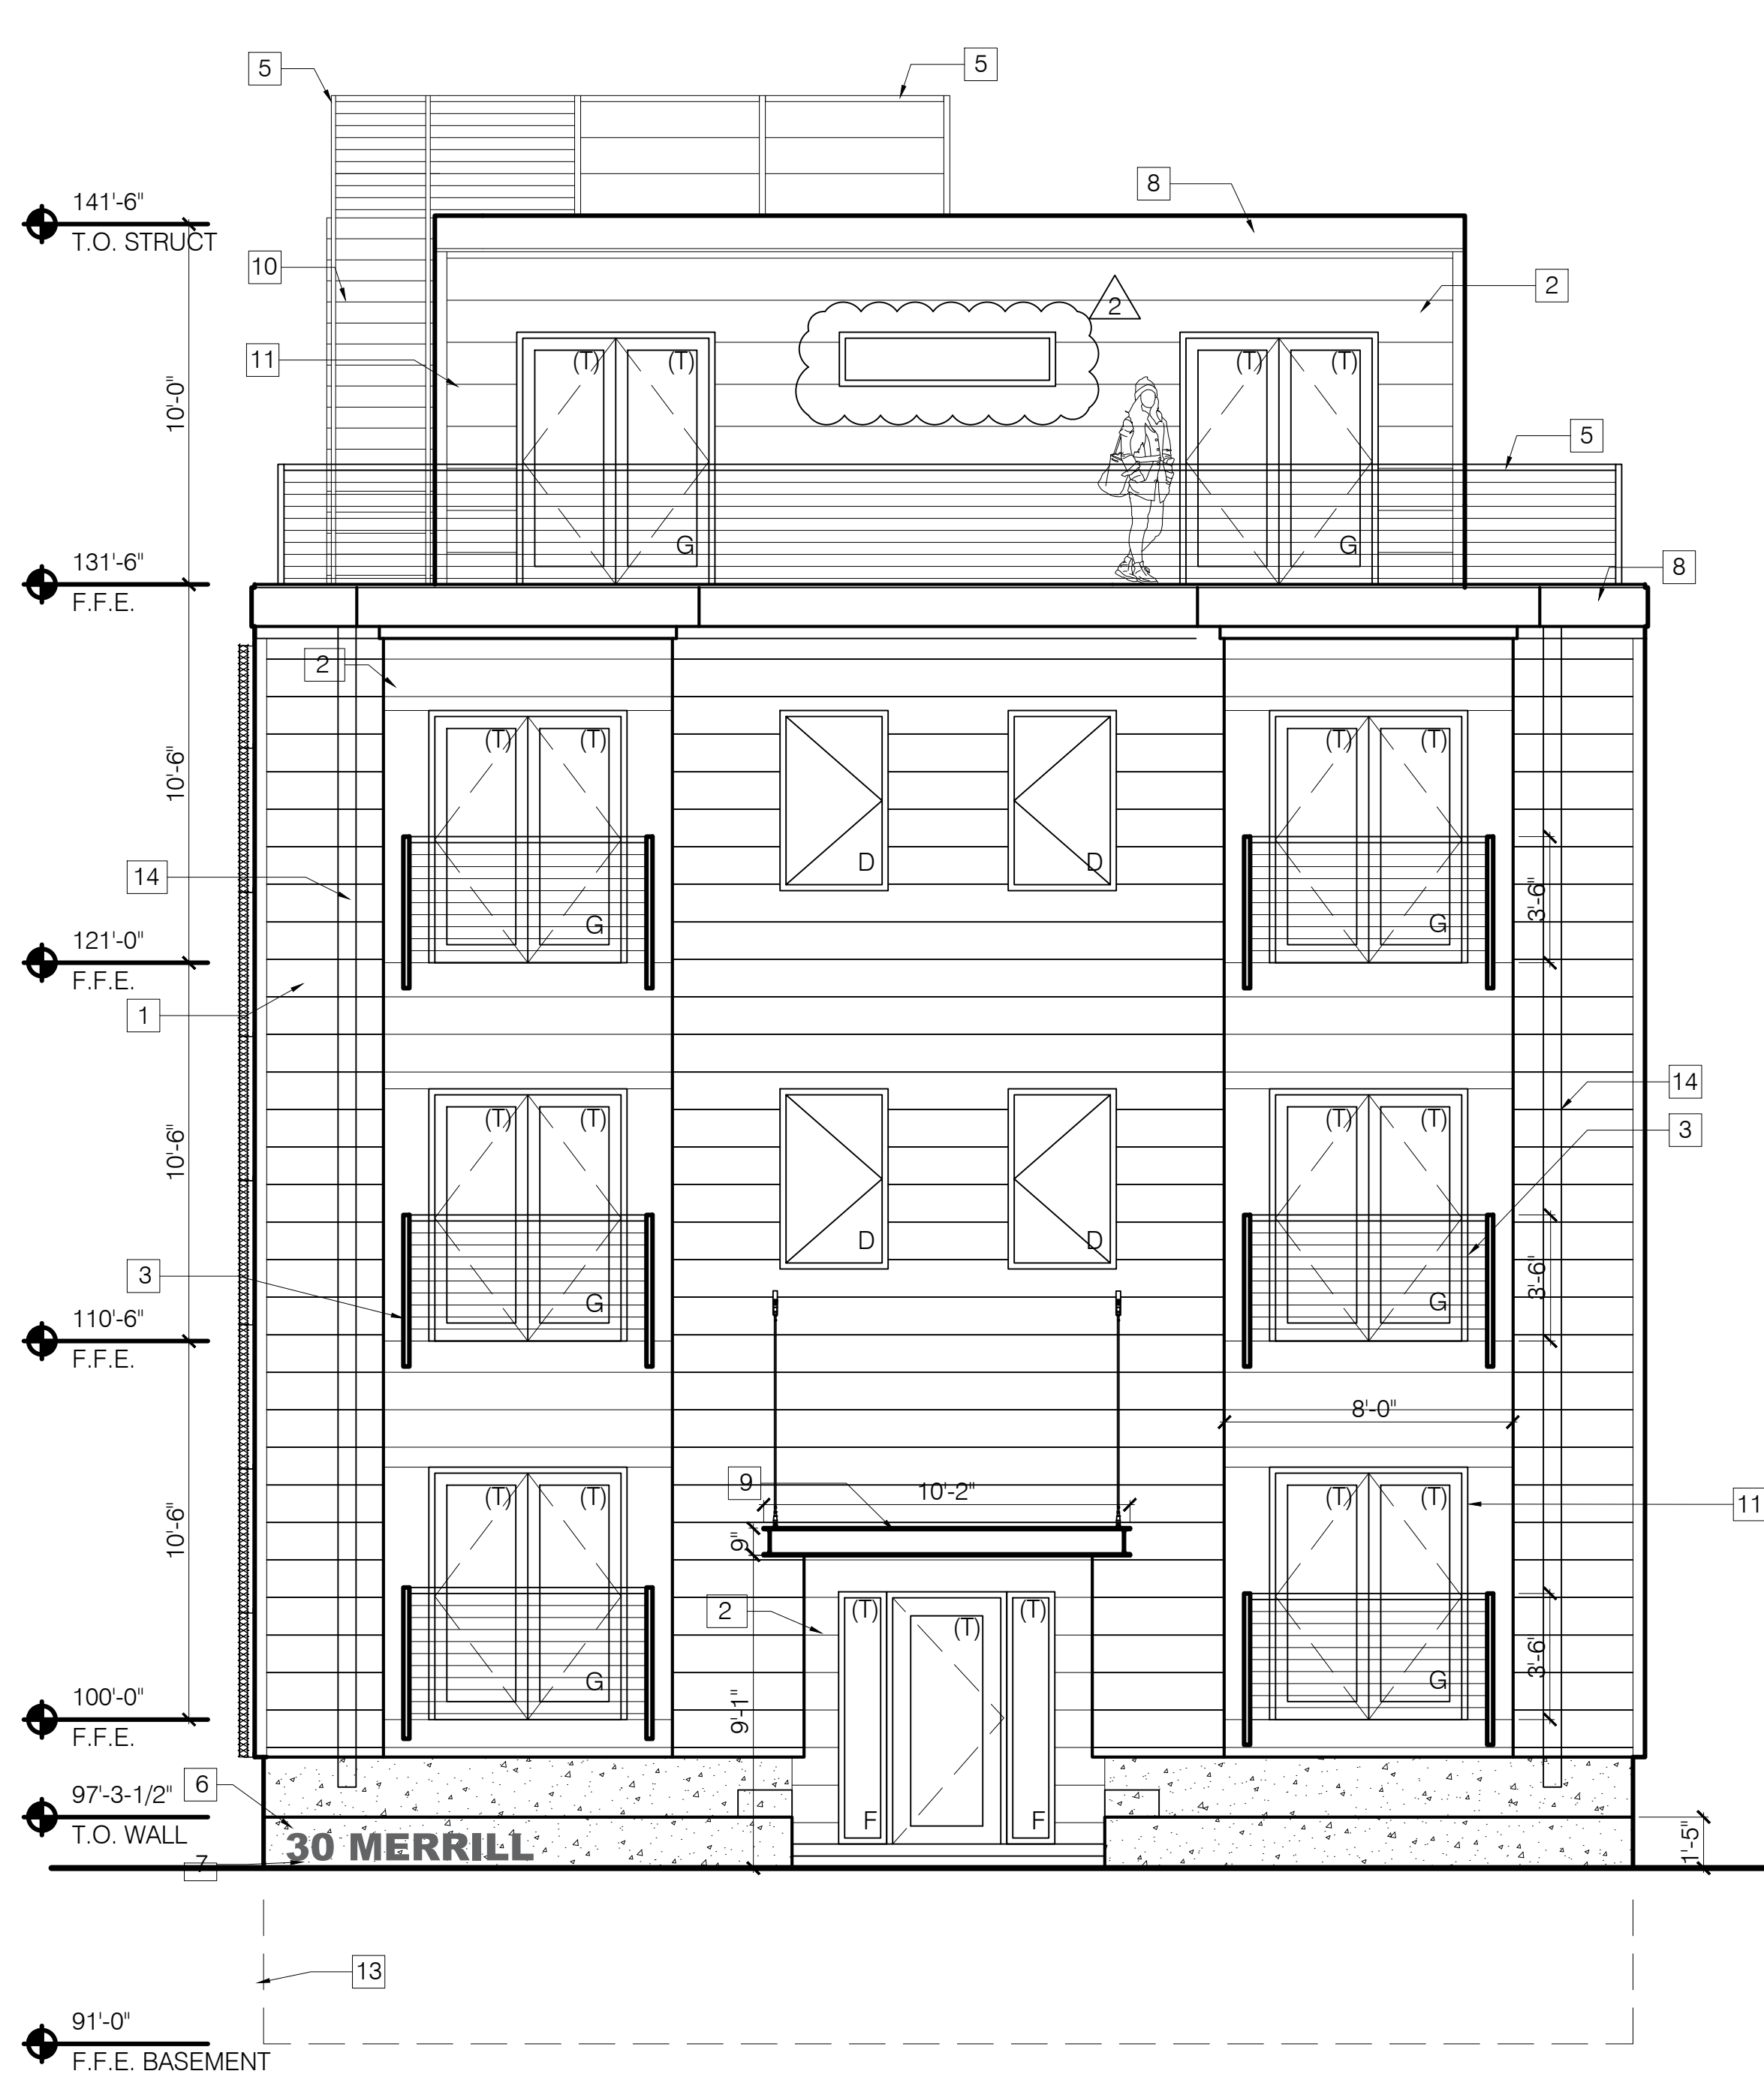 5
5
8
141'-6"
T.O. STRUCT
10
2
2
11
(T) (T) (T) (T)
10'-0"
5
G G
131'-6"
F.F.E.
8
2
(T) (T) (T) (T)
10'-6"
D D
14
3'-6"
G G
121'-0"
F.F.E.
1
14
(T) (T) (T) (T)
3
10'-6"
D D
3
3'-6"
G G
110'-6"
F.F.E.
8'-0"
9
10'-2"
(T) (T) (T) (T)
11
10'-6"
9"
2
(T) (T) (T)
3'-6"
G G
100'-0"
F.F.E.
9'-1"
6
97'-3-1/2"
T.O. WALL
F F
30 MERRILL
1'-5"
7
13
91'-0"
F.F.E. BASEMENT